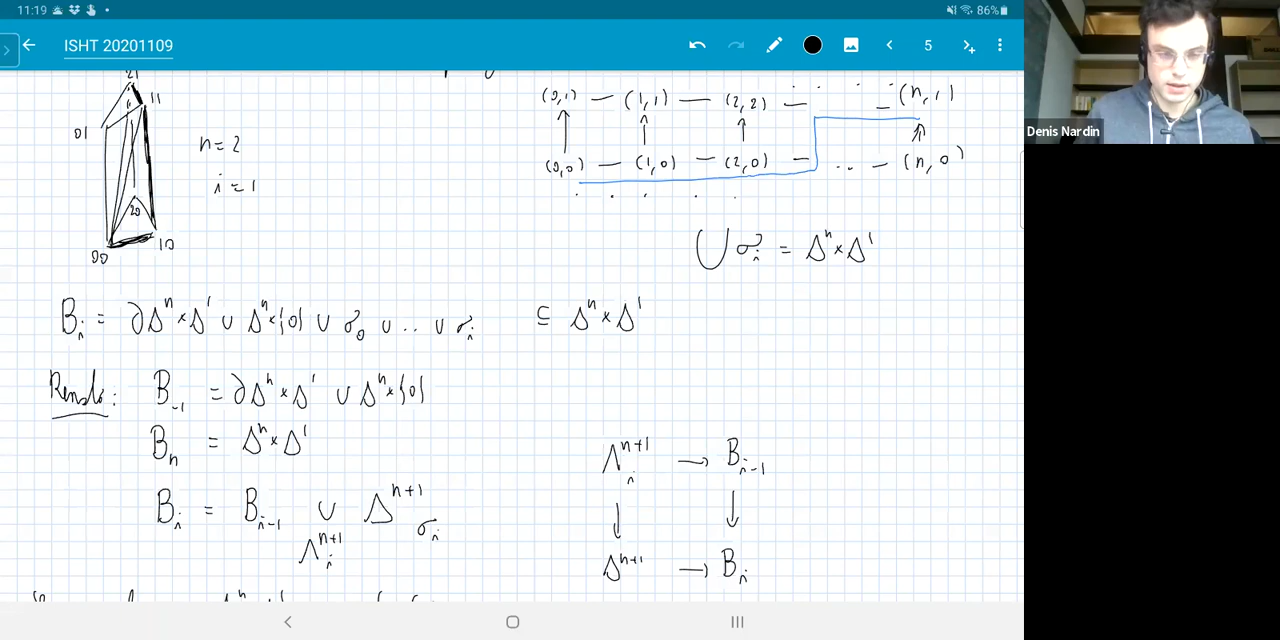 11:19 86%
ISHT 20201109 5
21 11
01
n=2
i=1
20
00 10
(0,1) — (1,1) — (2,2) — .. — (n,1)
(0,0) — (1,0) — (2,0) — .. — (n,0)
⋃ σᵢ = Δⁿ×Δ¹
Bᵢ = ∂Δⁿ×Δ¹ ∪ Δⁿ×{0} ∪ σ₀ ∪ .. ∪ σᵢ ⊆ Δⁿ×Δ¹
B₋₁ = ∂Δⁿ×Δ¹ ∪ Δⁿ×{0}
Bₙ = Δⁿ×Δ¹
Bᵢ = Bᵢ₋₁ ∪_{Λᵢⁿ⁺¹} Δⁿ⁺¹ σᵢ
Λᵢⁿ⁺¹ → Bᵢ₋₁
↓ ↓
Δⁿ⁺¹ → Bᵢ
Denis Nardin